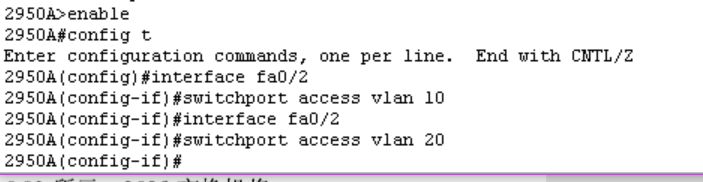 2950A>enable
2950A#config t
Enter configuration commands, one per line.  End with CNTL/Z
2950A(config)#interface fa0/2
2950A(config-if)#switchport access vlan 10
2950A(config-if)#interface fa0/2
2950A(config-if)#switchport access vlan 20
2950A(config-if)#